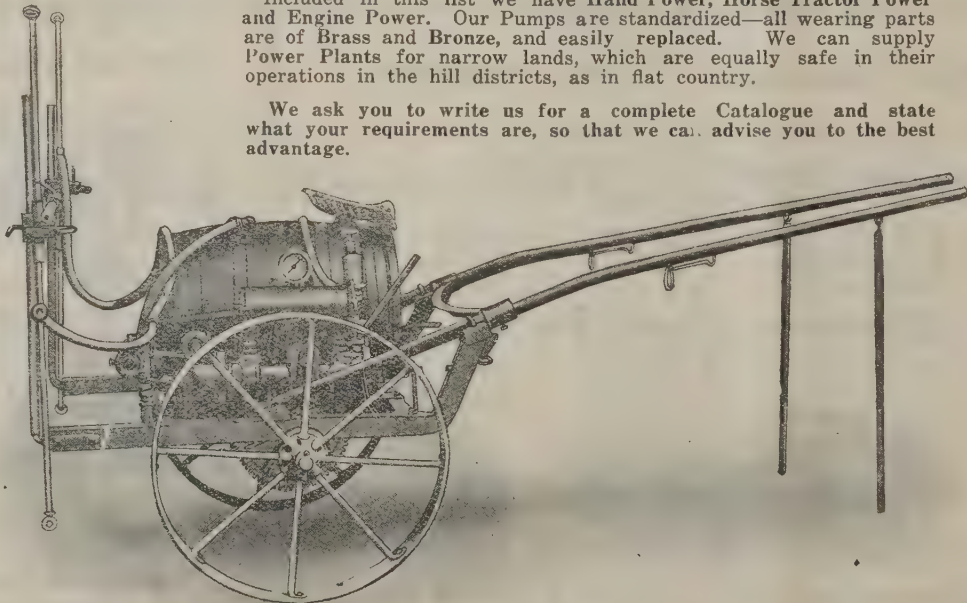 Included in this list we have Hand Power, Horse Tractor Power
and Engine Power. Our Pumps are standardized—all wearing parts
are of Brass and Bronze, and easily replaced. We can supply
Power Plants for narrow lands, which are equally safe in their
operations in the hill districts, as in flat country.
We ask you to write us for a complete Catalogue and state
what your requirements are, so that we can. advise you to the best
advantage.